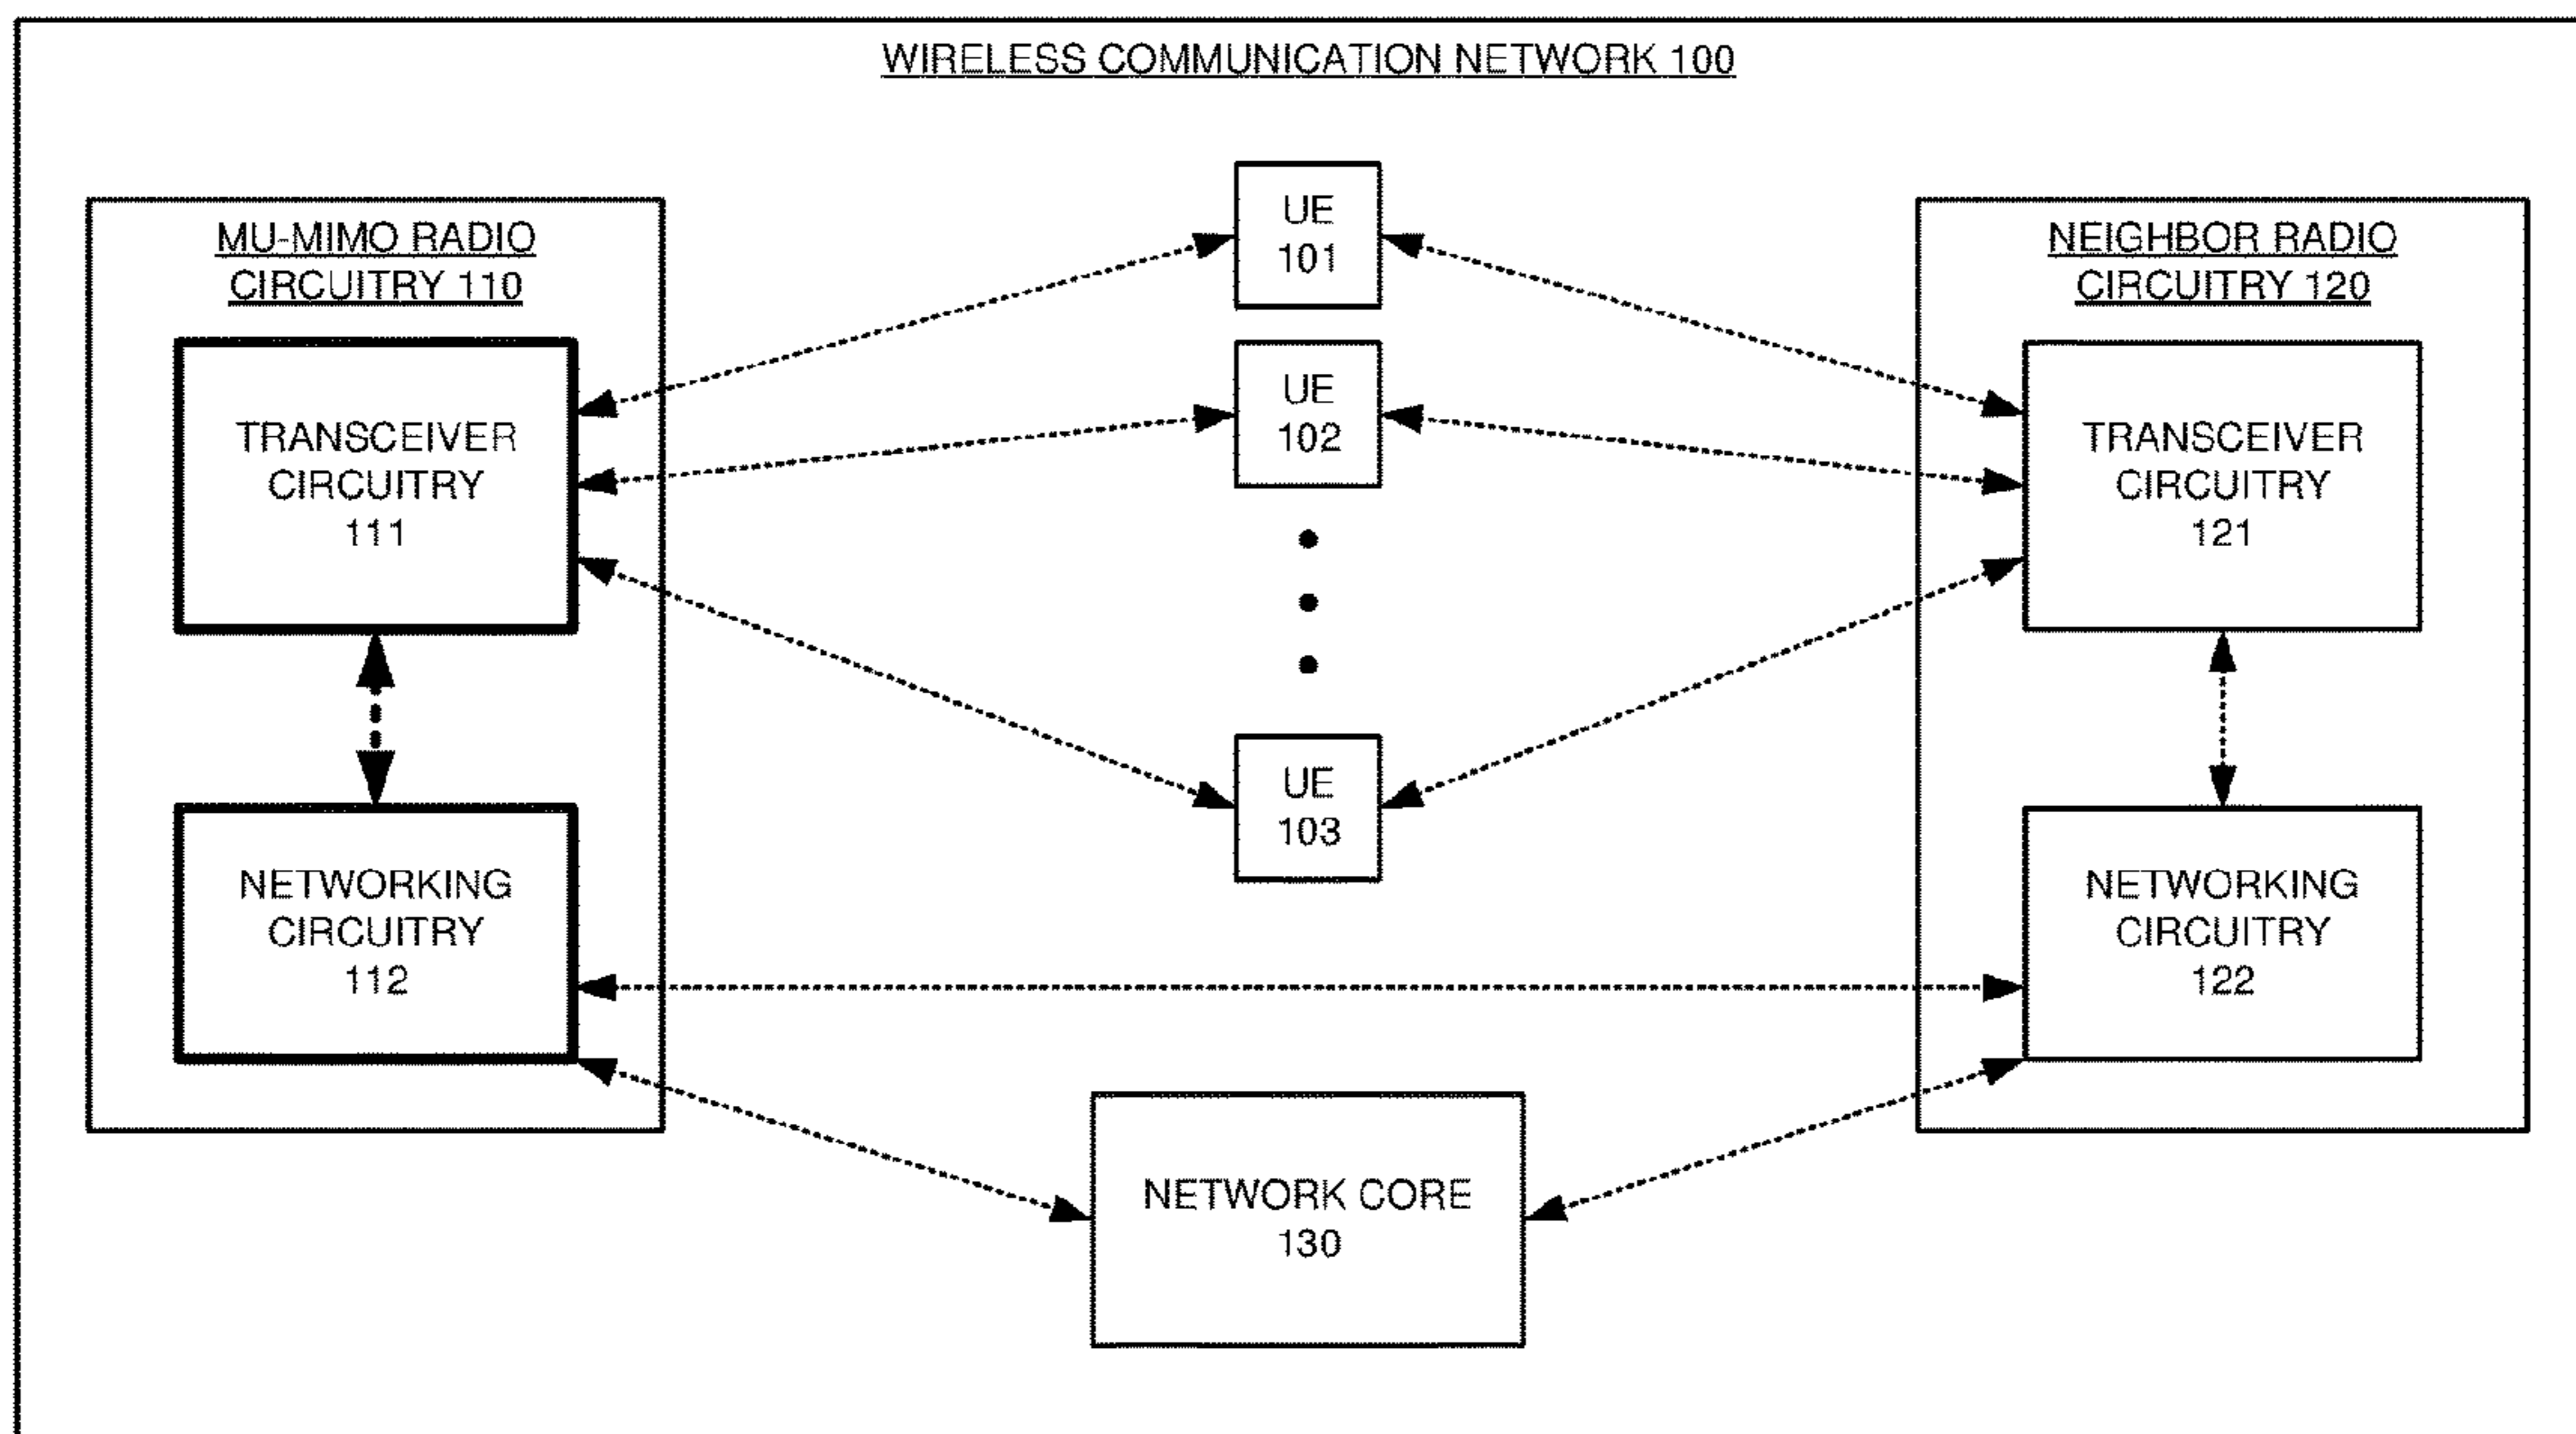 WIRELESS COMMUNICATION NETWORK 100
MU-MIMO RADIO
CIRCUITRY 110
TRANSCEIVER
CIRCUITRY
111
NETWORKING
CIRCUITRY
112
UE
101
UE
102
UE
103
NETWORK CORE
130
NEIGHBOR RADIO
CIRCUITRY 120
TRANSCEIVER
CIRCUITRY
121
NETWORKING
CIRCUITRY
122